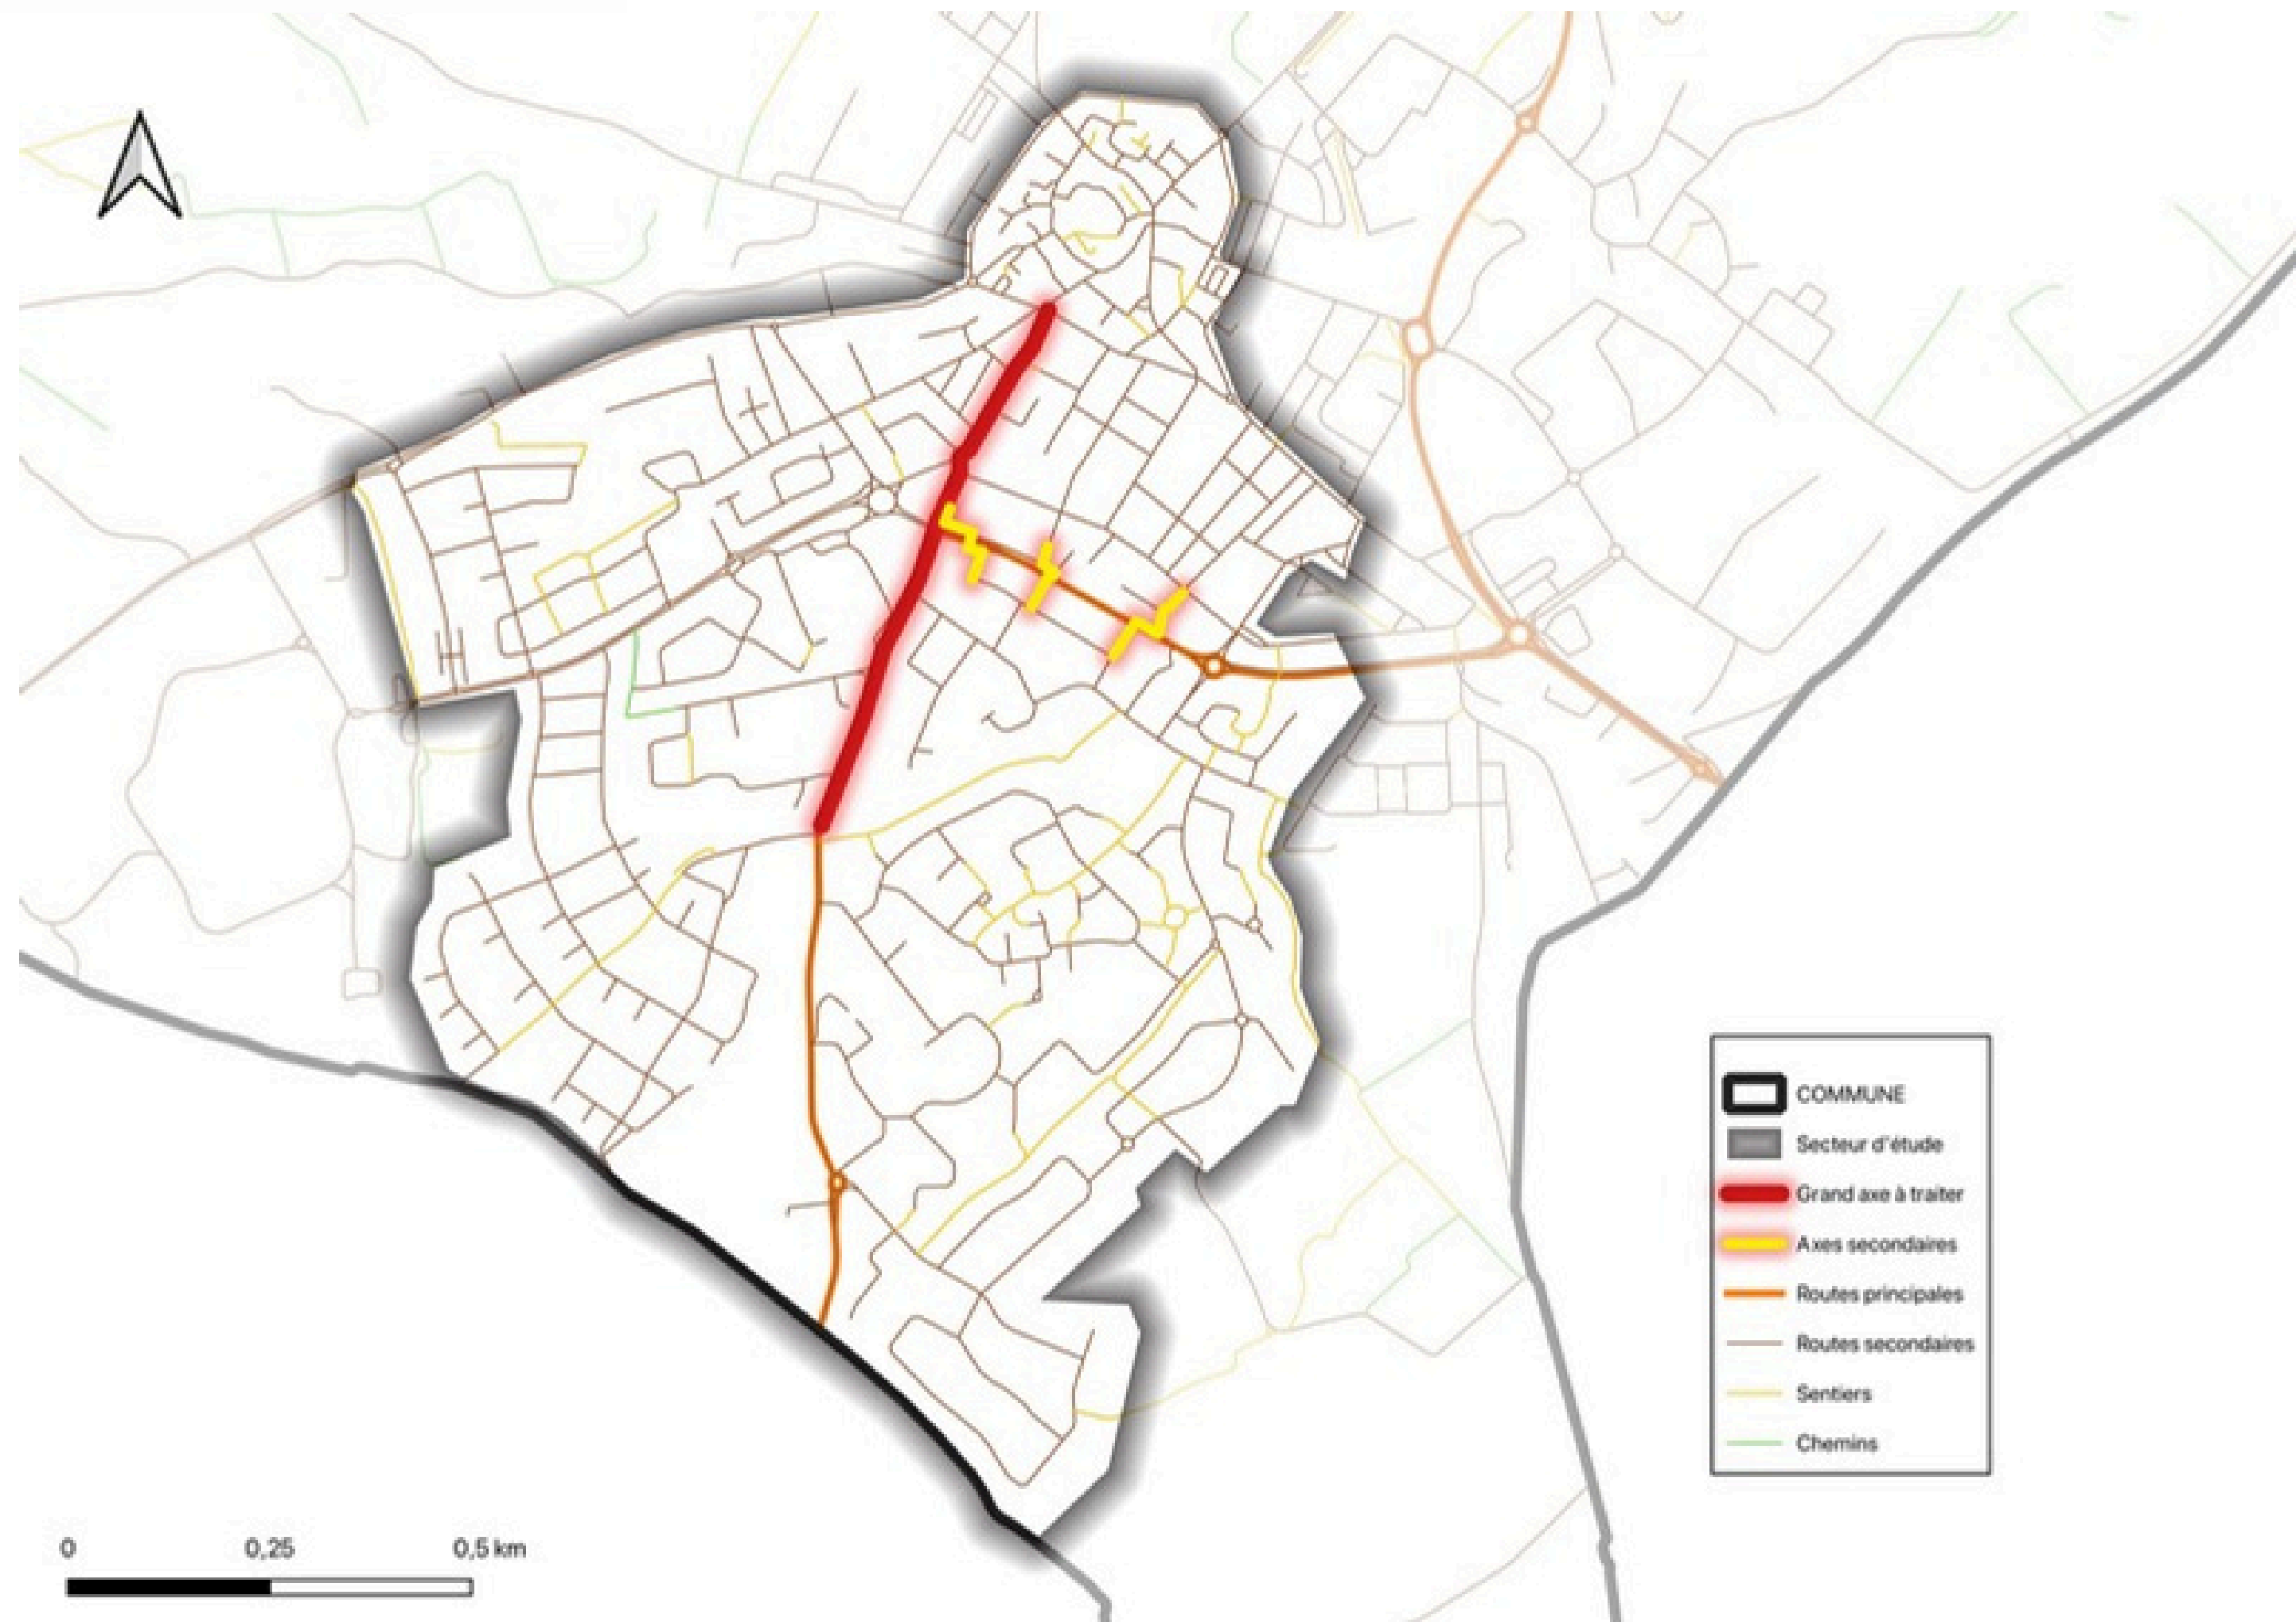 COMMUNE
Secteur d'étude
Grand axe à traiter
Axes secondaires
Routes principales
Routes secondaires
Sentiers
Chemins
0 0,25 0,5 km